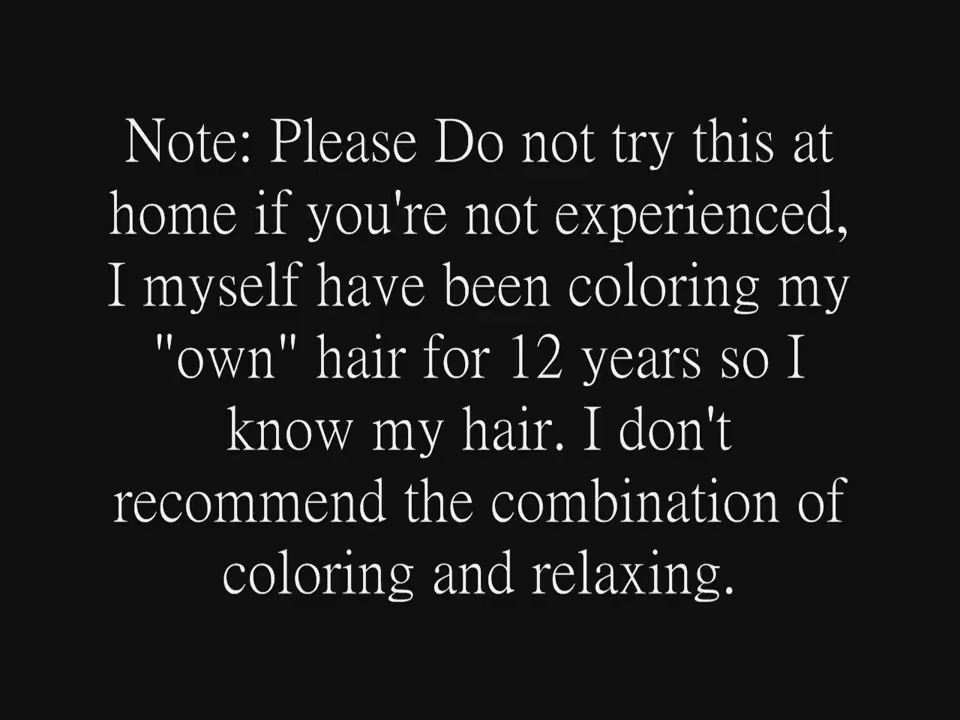 Note: Please Do not try this at
home if you're not experienced,
I myself have been coloring my
"own" hair for 12 years so I
know my hair. I don't
recommend the combination of
coloring and relaxing.